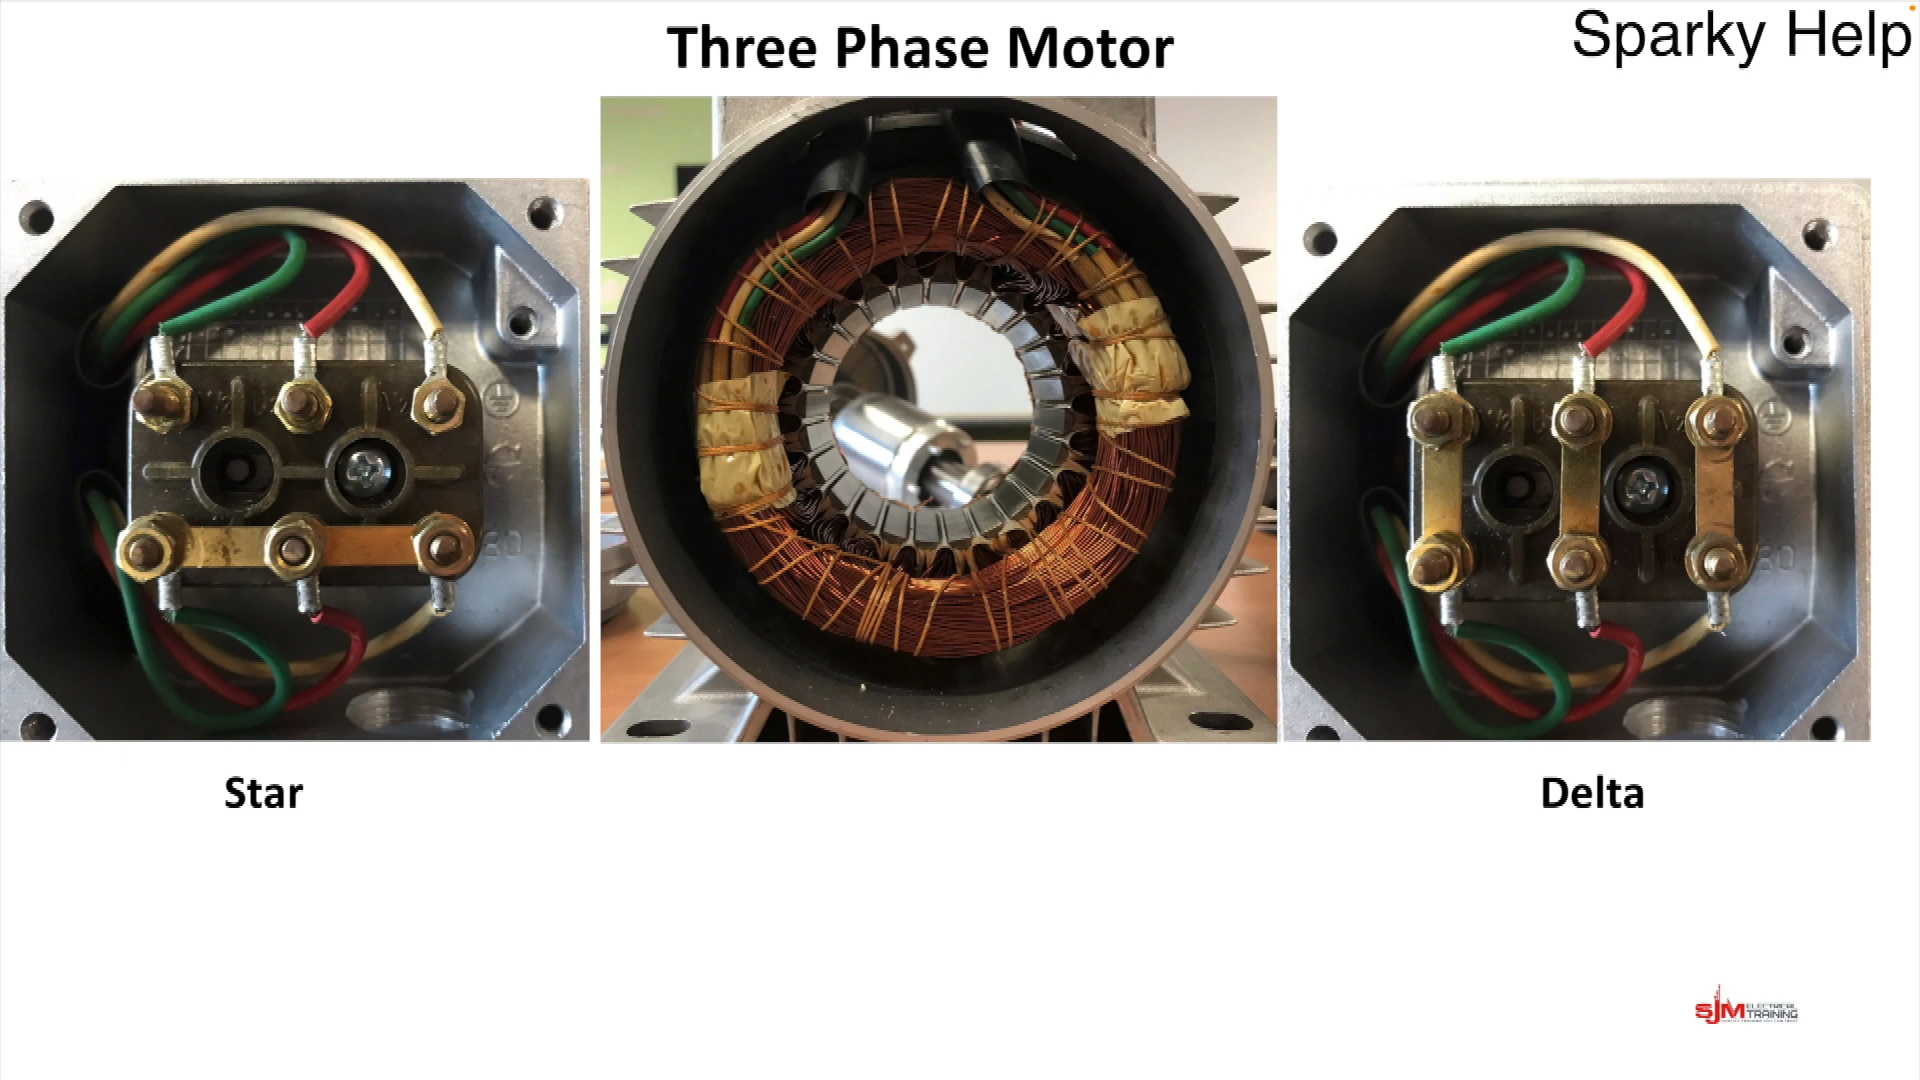 Three Phase Motor
Sparky Help
Star
Delta
SJM ELECTRICAL
TRAINING